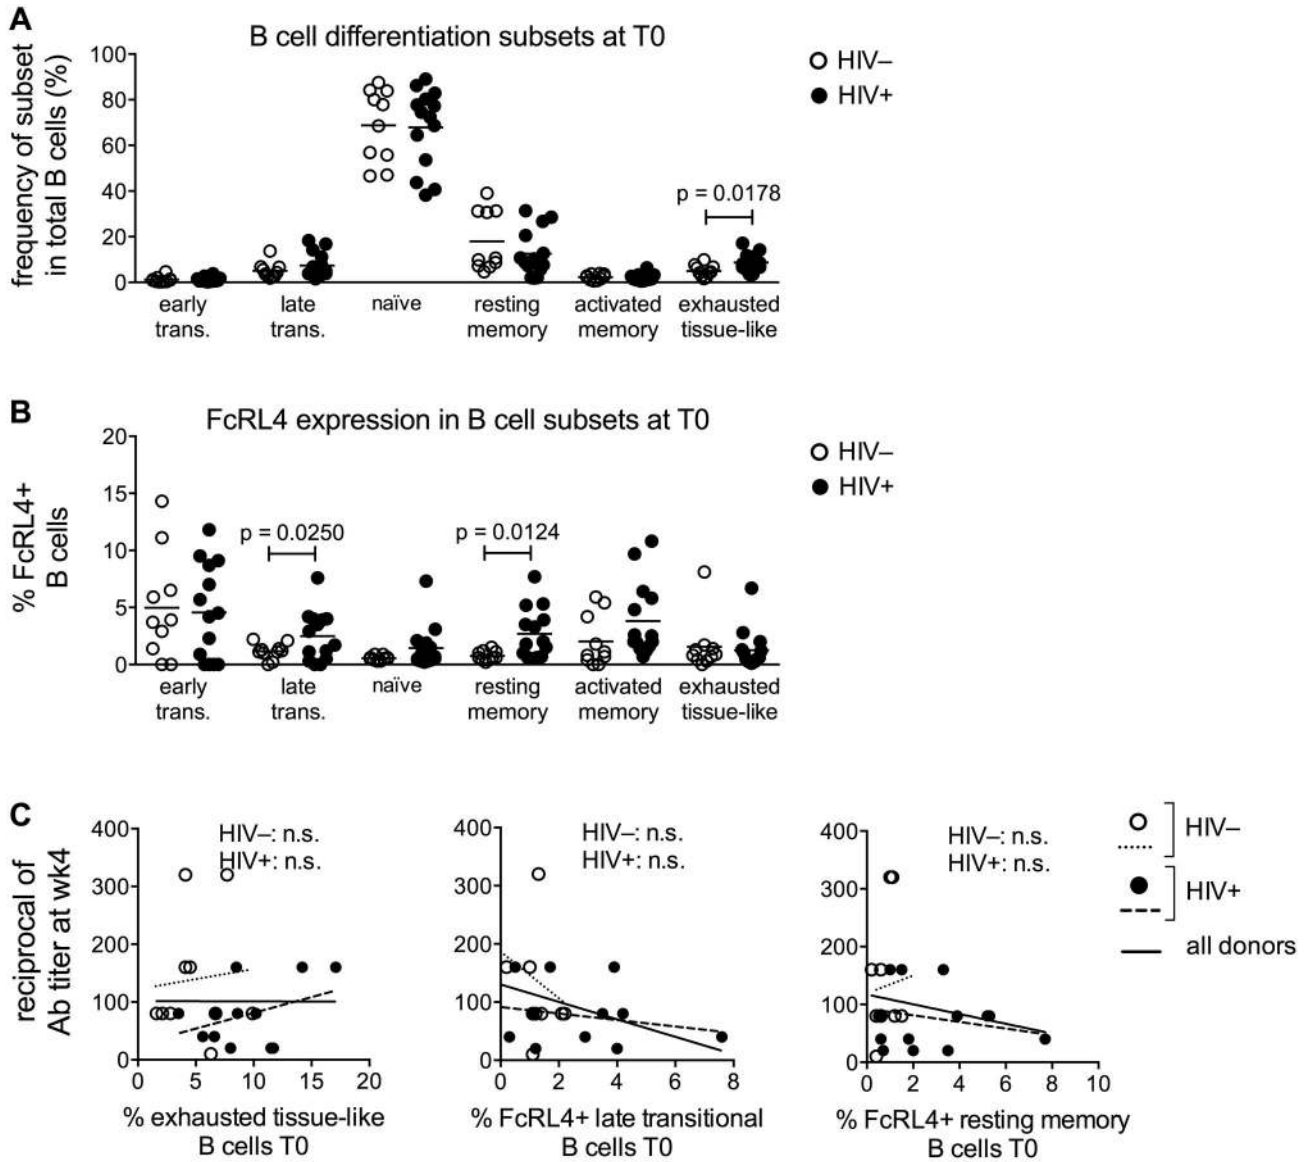 A
B cell differentiation subsets at T0
frequency of subset
in total B cells (%)
100
80
60
40
20
0
HIV–
HIV+
p = 0.0178
early
trans.
late
trans.
naïve
resting
memory
activated
memory
exhausted
tissue-like
B
FcRL4 expression in B cell subsets at T0
% FcRL4+
B cells
20
15
10
5
0
HIV–
HIV+
p = 0.0250
p = 0.0124
early
trans.
late
trans.
naïve
resting
memory
activated
memory
exhausted
tissue-like
C
reciprocal of
Ab titer at wk4
400
300
200
100
0
HIV–: n.s.
HIV+: n.s.
0 5 10 15 20
% exhausted tissue-like
B cells T0
400
300
200
100
0
HIV–: n.s.
HIV+: n.s.
0 2 4 6 8
% FcRL4+ late transitional
B cells T0
400
300
200
100
0
HIV–: n.s.
HIV+: n.s.
0 2 4 6 8 10
% FcRL4+ resting memory
B cells T0
HIV–
HIV+
all donors